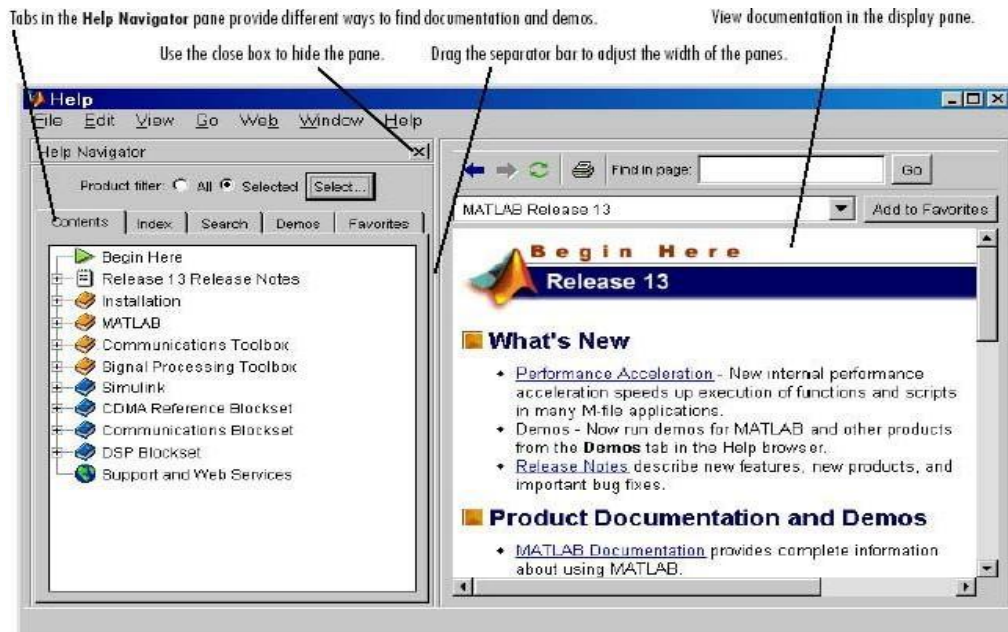 Tabs in the Help Navigator pane provide different ways to find documentation and demos.
View documentation in the display pane.
Use the close box to hide the pane.
Drag the separator bar to adjust the width of the panes.
Help
File Edit View Go Web Window Help
Help Navigator
Product filter: All Selected Select...
Contents Index Search Demos Favorites
Begin Here
Release 13 Release Notes
Installation
MATLAB
Communications Toolbox
Signal Processing Toolbox
Simulink
CDMA Reference Blockset
Communications Blockset
DSP Blockset
Support and Web Services
Find in page: Go
MATLAB Release 13 Add to Favorites
Begin Here
Release 13
What's New
• Performance Acceleration - New internal performance
acceleration speeds up execution of functions and scripts
in many M-file applications.
• Demos - Now run demos for MATLAB and other products
from the Demos tab in the Help browser.
• Release Notes describe new features, new products, and
important bug fixes.
Product Documentation and Demos
• MATLAB Documentation provides complete information
about using MATLAB.